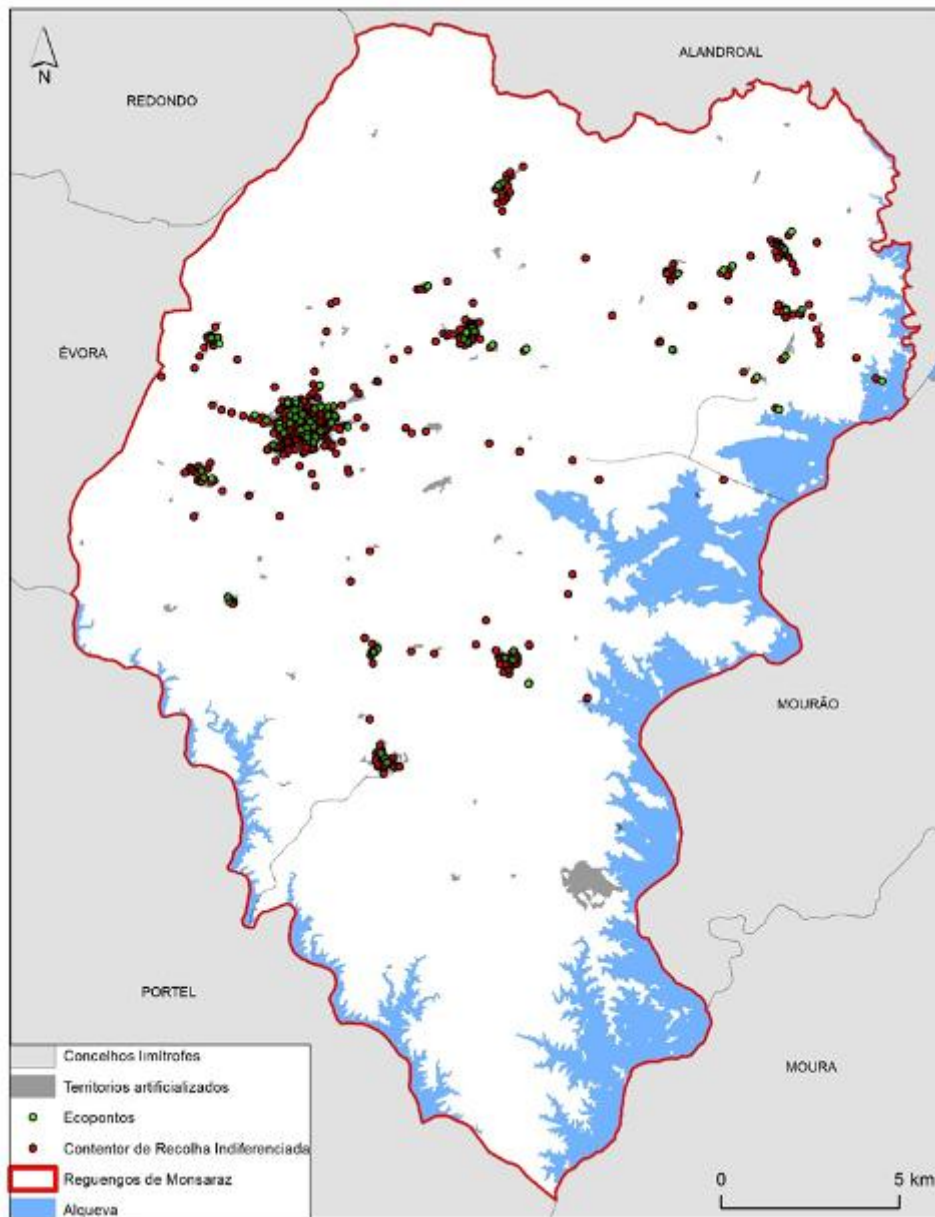 N
ALANDROAL
REDONDO
ÉVORA
MOURÃO
PORTEL
MOURA
Concelhos limítrofes
Territorios artificializados
Ecopontos
Contentor de Recolha Indiferenciada
Reguengos de Monsaraz
Alqueva
0 5 km